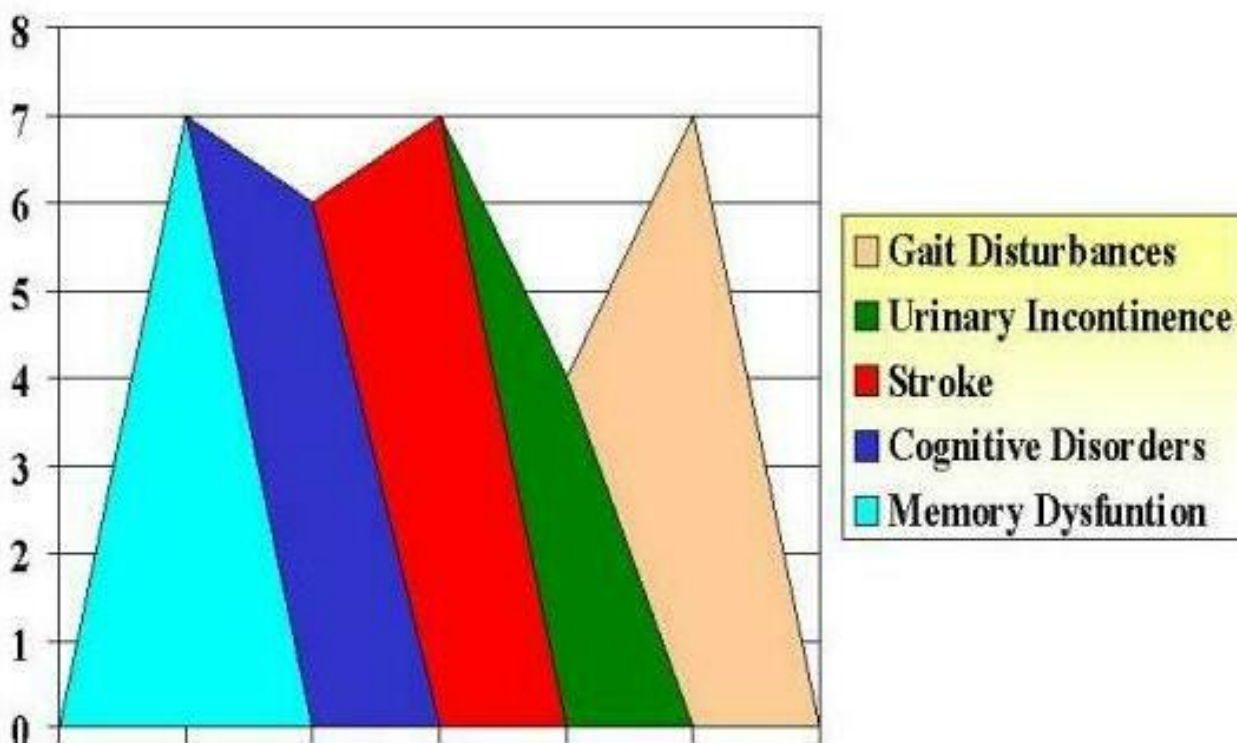 8
7
6
5
4
3
2
1
0
Gait Disturbances
Urinary Incontinence
Stroke
Cognitive Disorders
Memory Dysfuntion